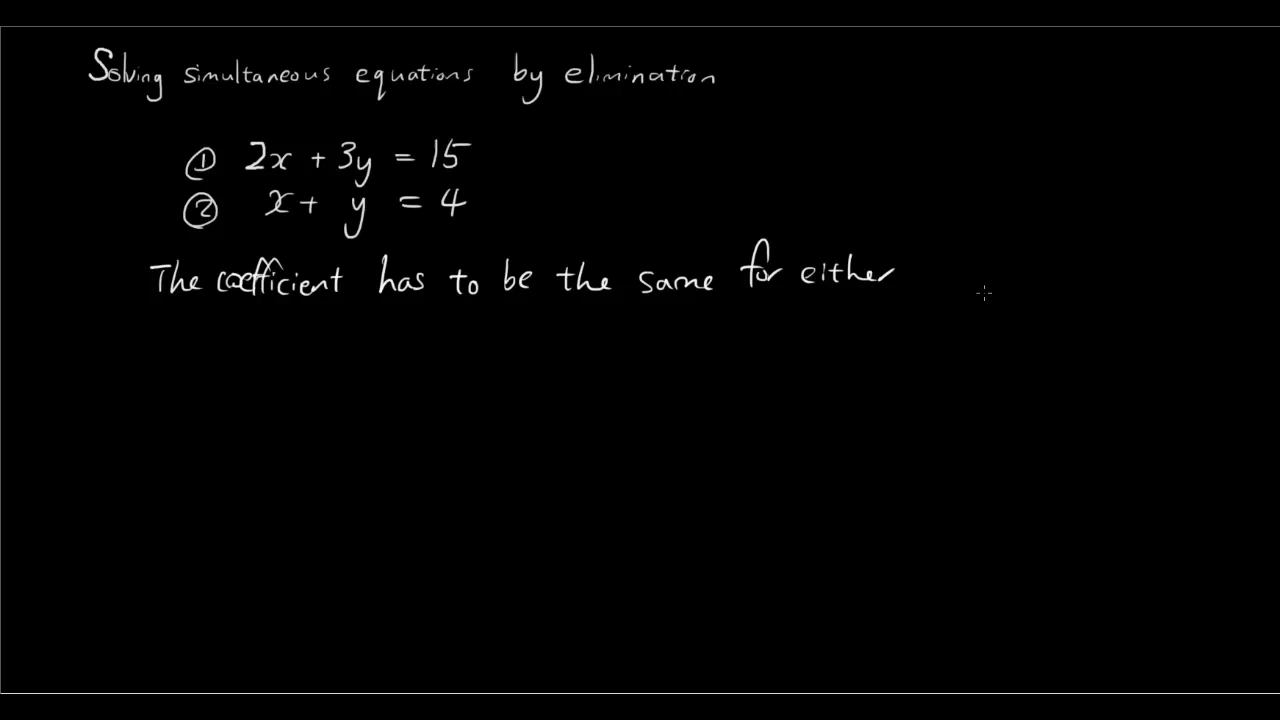 Solving simultaneous equations by elimination
① 2x + 3y = 15
② x + y = 4
The coefficient has to be the same for either